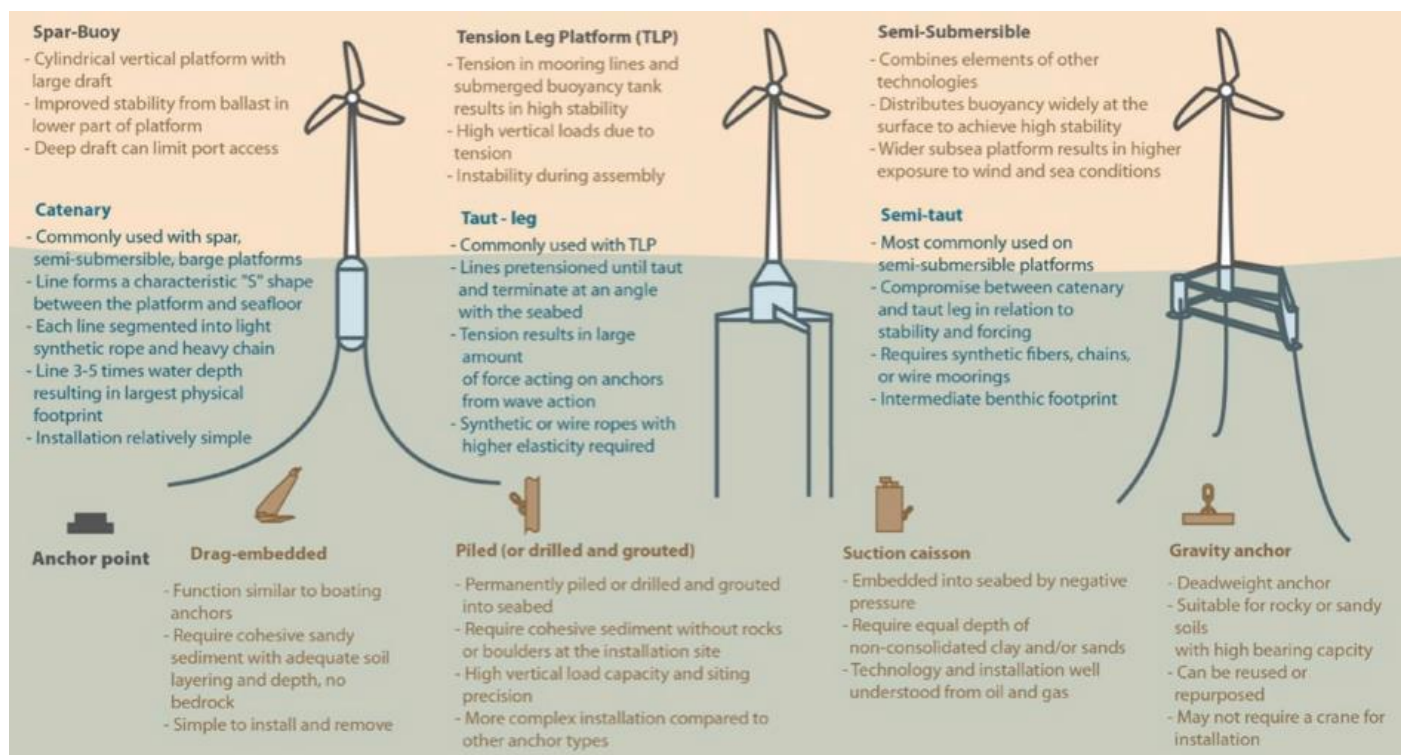 Spar-Buoy
- Cylindrical vertical platform with
large draft
- Improved stability from ballast in
lower part of platform
- Deep draft can limit port access
Tension Leg Platform (TLP)
- Tension in mooring lines and
submerged buoyancy tank
results in high stability
- High vertical loads due to
tension
- Instability during assembly
Semi-Submersible
- Combines elements of other
technologies
- Distributes buoyancy widely at the
surface to achieve high stability
- Wider subsea platform results in higher
exposure to wind and sea conditions
Catenary
- Commonly used with spar,
semi-submersible, barge platforms
- Line forms a characteristic "S" shape
between the platform and seafloor
- Each line segmented into light
synthetic rope and heavy chain
- Line 3-5 times water depth
resulting in largest physical
footprint
- Installation relatively simple
Taut - leg
- Commonly used with TLP
- Lines pretensioned until taut
and terminate at an angle
with the seabed
- Tension results in large
amount
of force acting on anchors
from wave action
- Synthetic or wire ropes with
higher elasticity required
Semi-taut
- Most commonly used on
semi-submersible platforms
- Compromise between catenary
and taut leg in relation to
stability and forcing
- Requires synthetic fibers, chains,
or wire moorings
- Intermediate benthic footprint
Anchor point
Drag-embedded
- Function similar to boating
anchors
- Require cohesive sandy
sediment with adequate soil
layering and depth, no
bedrock
- Simple to install and remove
Piled (or drilled and grouted)
- Permanently piled or drilled and grouted
into seabed
- Require cohesive sediment without rocks
or boulders at the installation site
- High vertical load capacity and siting
precision
- More complex installation compared to
other anchor types
Suction caisson
- Embedded into seabed by negative
pressure
- Require equal depth of
non-consolidated clay and/or sands
- Technology and installation well
understood from oil and gas
Gravity anchor
- Deadweight anchor
- Suitable for rocky or sandy
soils
with high bearing capcity
- Can be reused or
repurposed
- May not require a crane for
installation